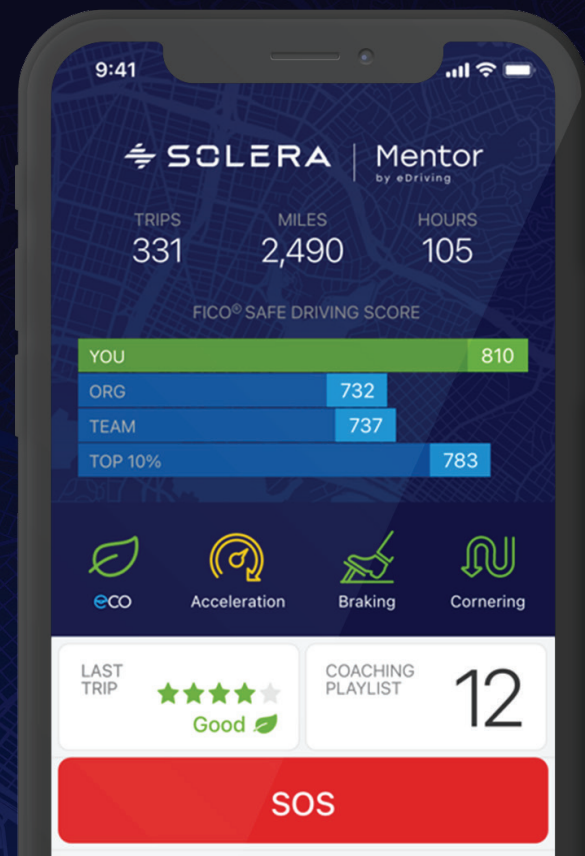 9:41
SOLERA | Mentor
by eDriving
TRIPS MILES HOURS
331 2,490 105
FICO® SAFE DRIVING SCORE
YOU 810
ORG 732
TEAM 737
TOP 10% 783
eco Acceleration Braking Cornering
LAST
TRIP
Good
COACHING
PLAYLIST
12
SOS